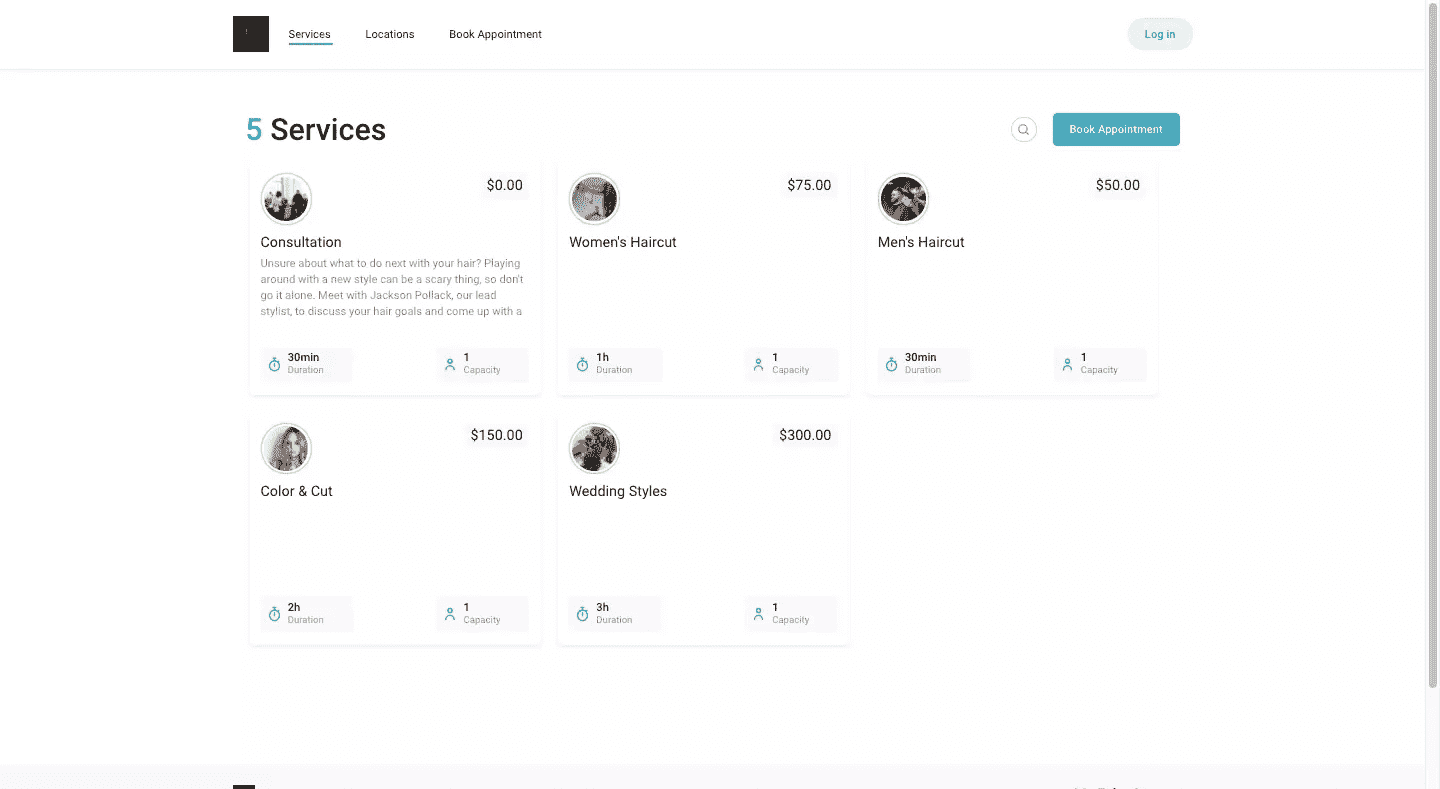 Services
Locations
Book Appointment
Log in
5 Services
Book Appointment
$0.00
Consultation
Unsure about what to do next with your hair? Playing
around with a new style can be a scary thing, so don't
go it alone. Meet with Jackson Pollack, our lead
stylist, to discuss your hair goals and come up with a
30min
Duration
1
Capacity
$75.00
Women's Haircut
1h
Duration
1
Capacity
$50.00
Men's Haircut
30min
Duration
1
Capacity
$150.00
Color & Cut
2h
Duration
1
Capacity
$300.00
Wedding Styles
3h
Duration
1
Capacity